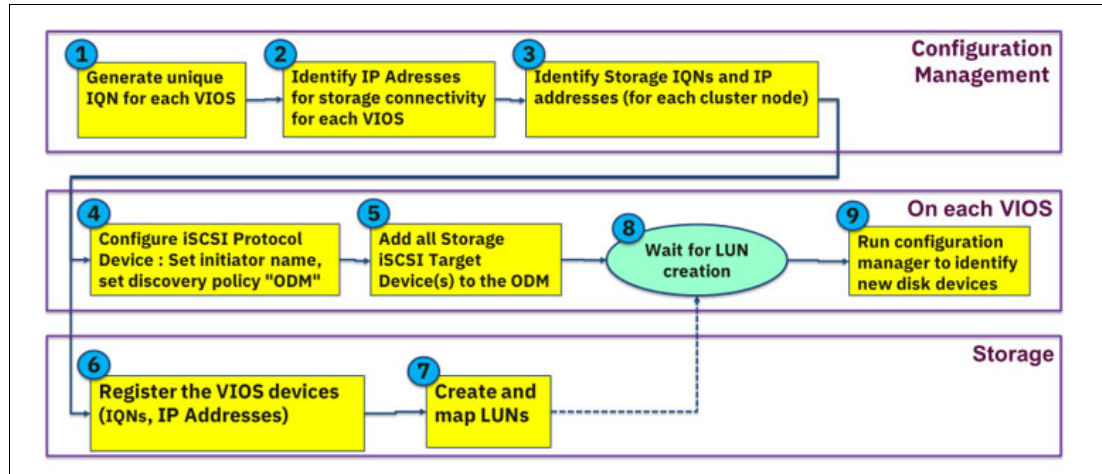 Configuration
Management
1
Generate unique
IQN for each VIOS
2
Identify IP Adresses
for storage connectivity
for each VIOS
3
Identify Storage IQNs and IP
addresses (for each cluster node)
On each VIOS
4
Configure iSCSI Protocol
Device : Set initiator name,
set discovery policy "ODM"
5
Add all Storage
iSCSI Target
Device(s) to the ODM
8
Wait for LUN
creation
9
Run configuration
manager to identify
new disk devices
Storage
6
Register the VIOS devices
(IQNs, IP Addresses)
7
Create and
map LUNs